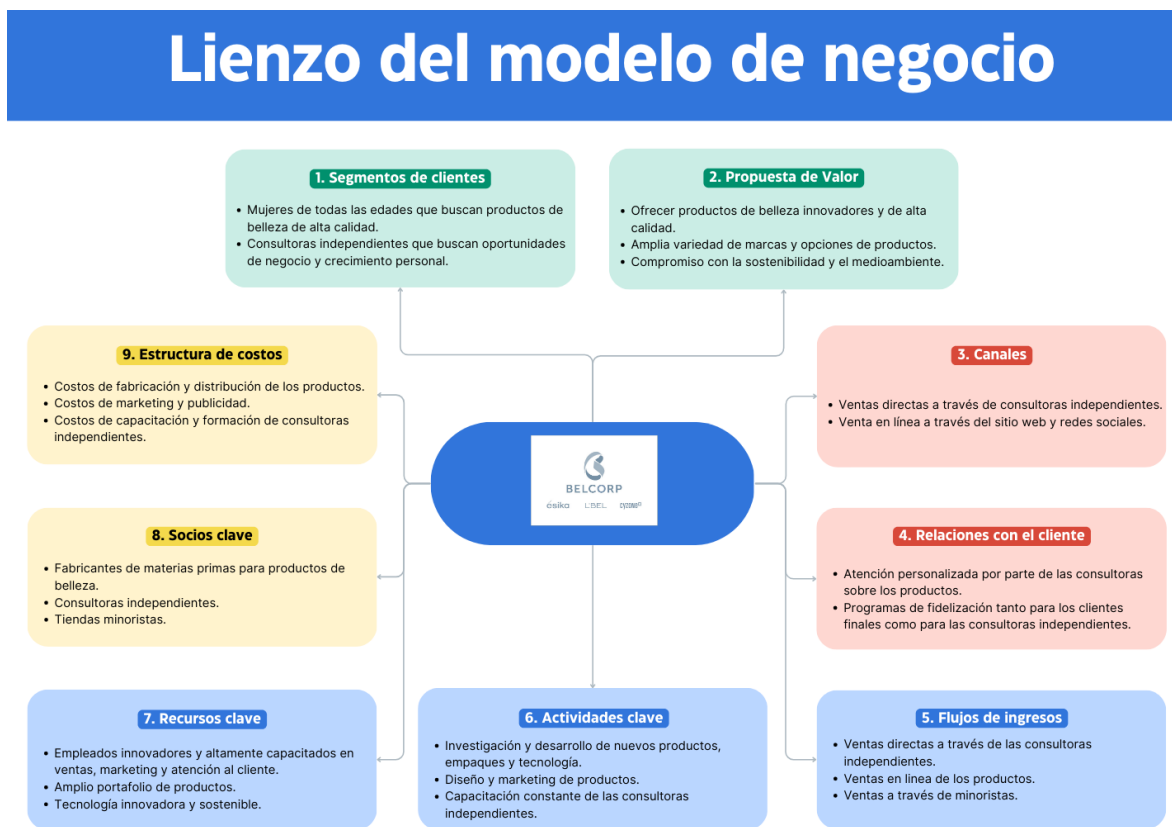 Lienzo del modelo de negocio
1. Segmentos de clientes
• Mujeres de todas las edades que buscan productos de
belleza de alta calidad.
• Consultoras independientes que buscan oportunidades
de negocio y crecimiento personal.
2. Propuesta de Valor
• Ofrecer productos de belleza innovadores y de alta
calidad.
• Amplia variedad de marcas y opciones de productos.
• Compromiso con la sostenibilidad y el medioambiente.
9. Estructura de costos
• Costos de fabricación y distribución de los productos.
• Costos de marketing y publicidad.
• Costos de capacitación y formación de consultoras
independientes.
3. Canales
• Ventas directas a través de consultoras independientes.
• Venta en línea a través del sitio web y redes sociales.
BELCORP
ésika L'BEL cyzone
8. Socios clave
• Fabricantes de materias primas para productos de
belleza.
• Consultoras independientes.
• Tiendas minoristas.
4. Relaciones con el cliente
• Atención personalizada por parte de las consultoras
sobre los productos.
• Programas de fidelización tanto para los clientes
finales como para las consultoras independientes.
7. Recursos clave
• Empleados innovadores y altamente capacitados en
ventas, marketing y atención al cliente.
• Amplio portafolio de productos.
• Tecnología innovadora y sostenible.
6. Actividades clave
• Investigación y desarrollo de nuevos productos,
empaques y tecnología.
• Diseño y marketing de productos.
• Capacitación constante de las consultoras
independientes.
5. Flujos de ingresos
• Ventas directas a través de las consultoras
independientes.
• Ventas en linea de los productos.
• Ventas a través de minoristas.